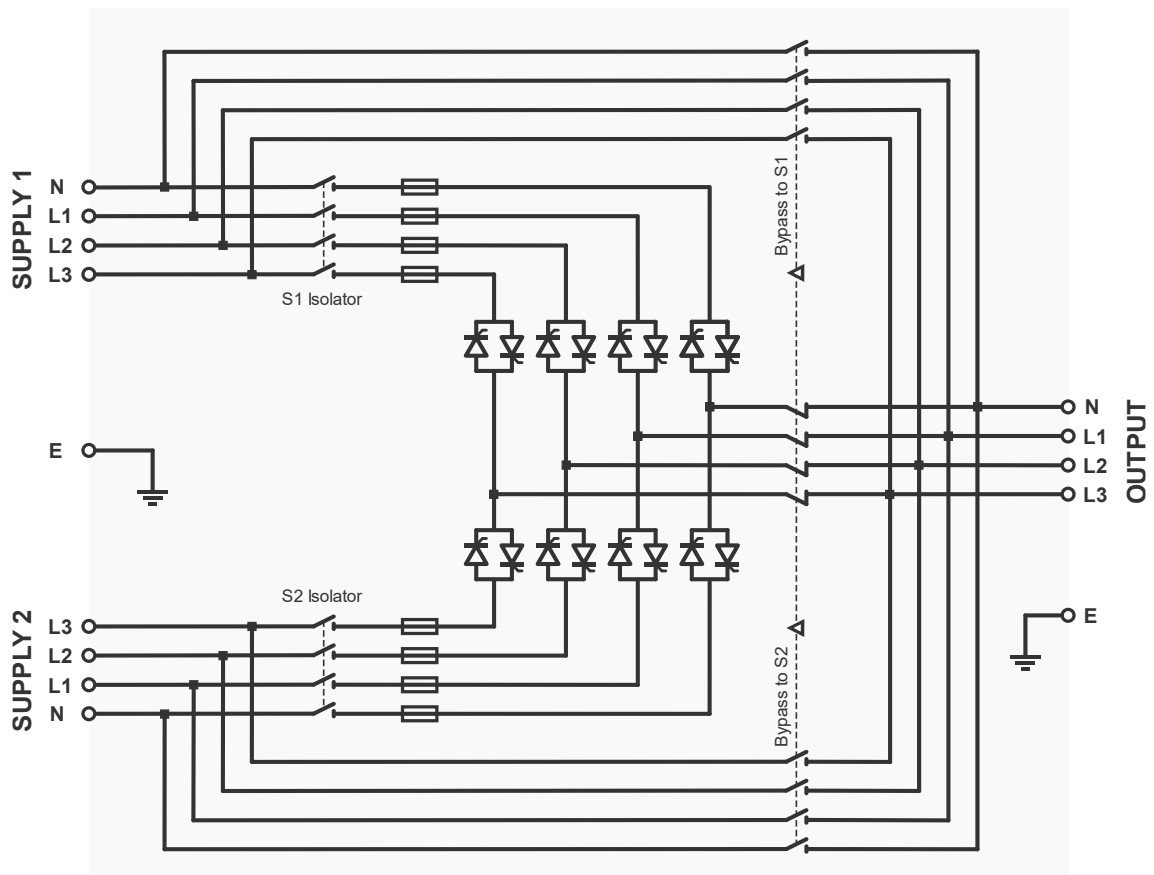 SUPPLY 1
N
L1
L2
L3
S1 Isolator
Bypass to S1
E
N
L1
L2
L3
OUTPUT
E
S2 Isolator
SUPPLY 2
L3
L2
L1
N
Bypass to S2